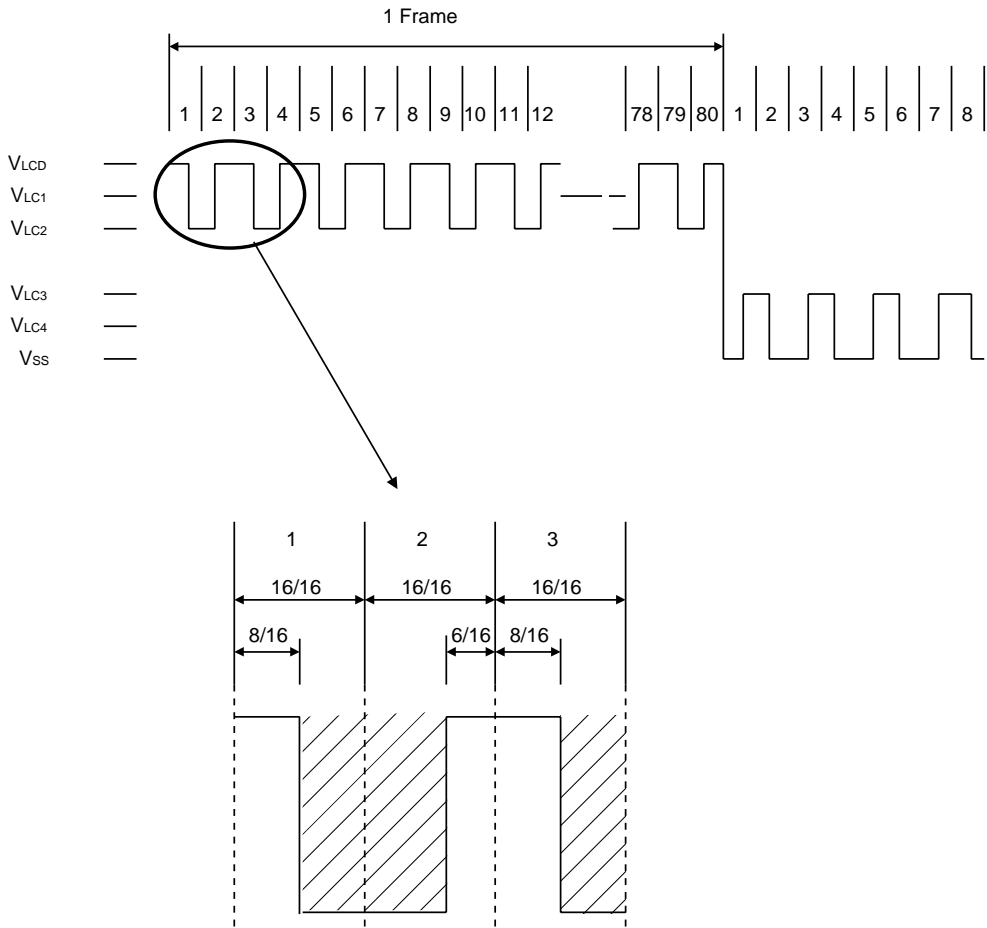 1 Frame
1 2 3 4 5 6 7 8 9 10 11 12 78 79 80 1 2 3 4 5 6 7 8
VLCD
VLC1
VLC2
VLC3
VLC4
VSS
1 2 3
16/16 16/16 16/16
8/16 6/16 8/16